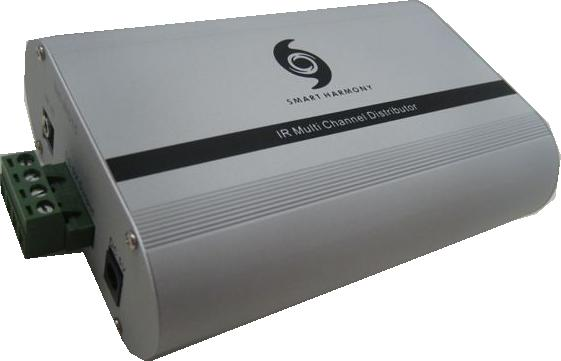 SMART HARMONY
IR Multi Channel Distributor